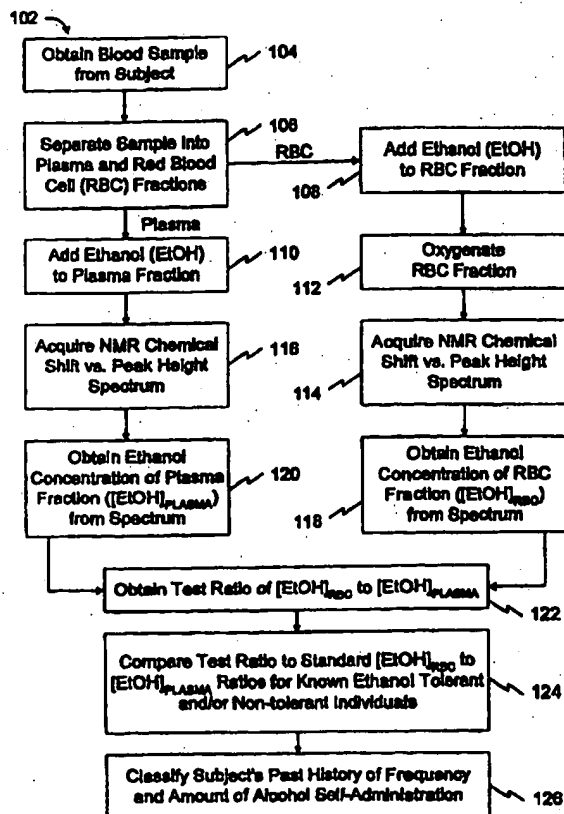 102
Obtain Blood Sample
from Subject
104
Separate Sample into
Plasma and Red Blood
Cell (RBC) Fractions
106
RBC
Add Ethanol (EtOH)
to RBC Fraction
108
Plasma
Add Ethanol (EtOH)
to Plasma Fraction
110
Oxygenate
RBC Fraction
112
Acquire NMR Chemical
Shift vs. Peak Height
Spectrum
116
Acquire NMR Chemical
Shift vs. Peak Height
Spectrum
114
Obtain Ethanol
Concentration of Plasma
Fraction ([EtOH]PLASMA)
from Spectrum
120
Obtain Ethanol
Concentration of RBC
Fraction ([EtOH]RBC)
from Spectrum
118
Obtain Test Ratio of [EtOH]RBC to [EtOH]PLASMA
122
Compare Test Ratio to Standard [EtOH]RBC to
[EtOH]PLASMA Ratios for Known Ethanol Tolerant
and/or Non-tolerant Individuals
124
Classify Subject's Past History of Frequency
and Amount of Alcohol Self-Administration
126